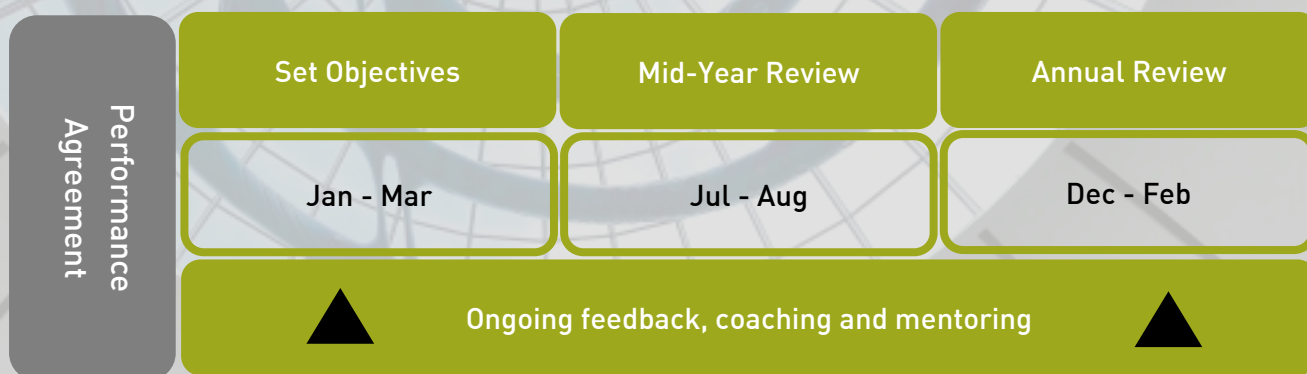 Performance
Agreement
Set Objectives
Mid-Year Review
Annual Review
Jan - Mar
Jul - Aug
Dec - Feb
Ongoing feedback, coaching and mentoring